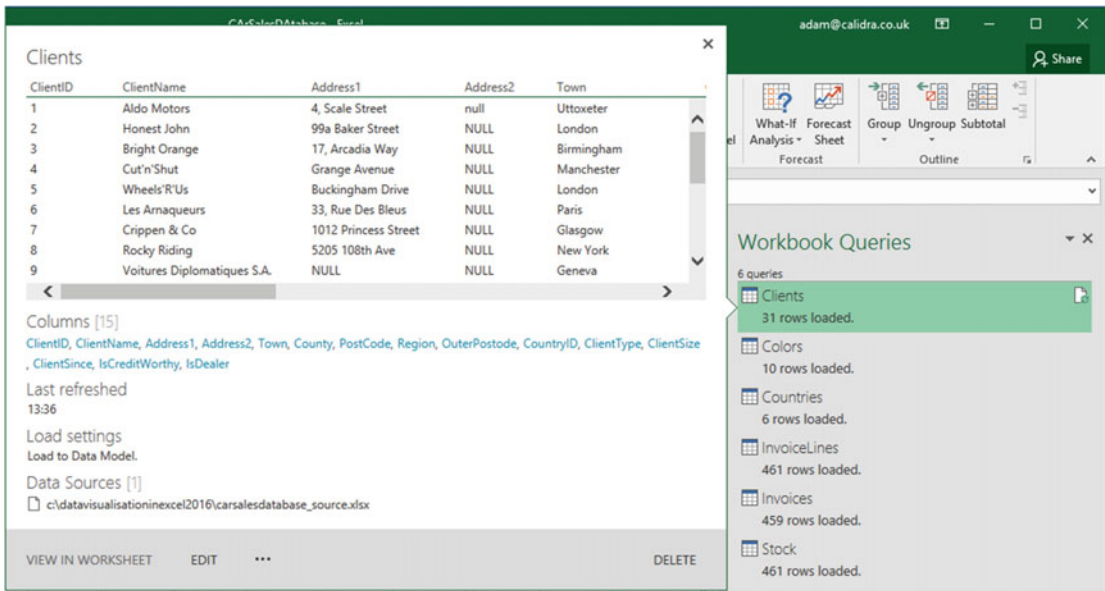 CArSalesDAtabase - Excel
adam@calidra.co.uk
Share
Clients
ClientID ClientName Address1 Address2 Town
1 Aldo Motors 4, Scale Street null Uttoxeter
2 Honest John 99a Baker Street NULL London
3 Bright Orange 17, Arcadia Way NULL Birmingham
4 Cut'n'Shut Grange Avenue NULL Manchester
5 Wheels'R'Us Buckingham Drive NULL London
6 Les Arnaqueurs 33, Rue Des Bleus NULL Paris
7 Crippen & Co 1012 Princess Street NULL Glasgow
8 Rocky Riding 5205 108th Ave NULL New York
9 Voitures Diplomatiques S.A. NULL NULL Geneva
Columns [15]
ClientID, ClientName, Address1, Address2, Town, County, PostCode, Region, OuterPostode, CountryID, ClientType, ClientSize
, ClientSince, IsCreditWorthy, IsDealer
Last refreshed
13:36
Load settings
Load to Data Model.
Data Sources [1]
c:\datavisualisationinexcel2016\carsalesdatabase_source.xlsx
VIEW IN WORKSHEET EDIT ••• DELETE
What-If Forecast Group Ungroup Subtotal
el Analysis Sheet
Forecast Outline
Workbook Queries
6 queries
Clients
31 rows loaded.
Colors
10 rows loaded.
Countries
6 rows loaded.
InvoiceLines
461 rows loaded.
Invoices
459 rows loaded.
Stock
461 rows loaded.